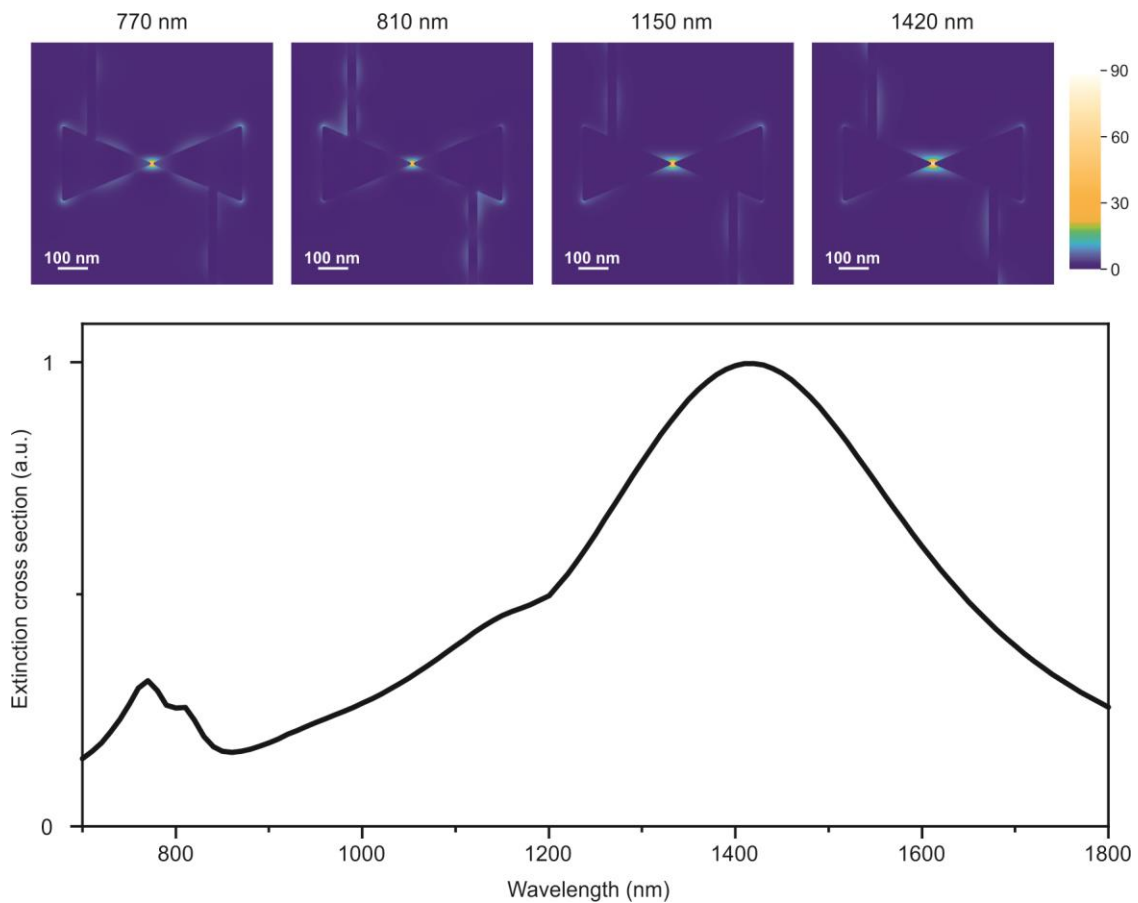 770 nm
810 nm
1150 nm
1420 nm
90
60
30
0
100 nm
100 nm
100 nm
100 nm
1
0
Extinction cross section (a.u.)
800
1000
1200
1400
1600
1800
Wavelength (nm)